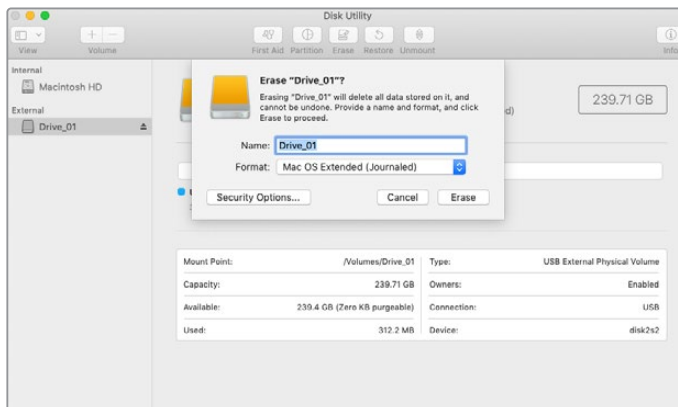 Disk Utility
View
Volume
First Aid Partition Erase Restore Unmount
Info
Internal
Macintosh HD
External
Drive_01
Erase "Drive_01"?
Erasing "Drive_01" will delete all data stored on it, and
cannot be undone. Provide a name and format, and click
Erase to proceed.
Name: Drive_01
Format: Mac OS Extended (Journaled)
Security Options... Cancel Erase
239.71 GB
Mount Point: /Volumes/Drive_01
Type: USB External Physical Volume
Capacity: 239.71 GB
Owners: Enabled
Available: 239.4 GB (Zero KB purgeable)
Connection: USB
Used: 312.2 MB
Device: disk2s2